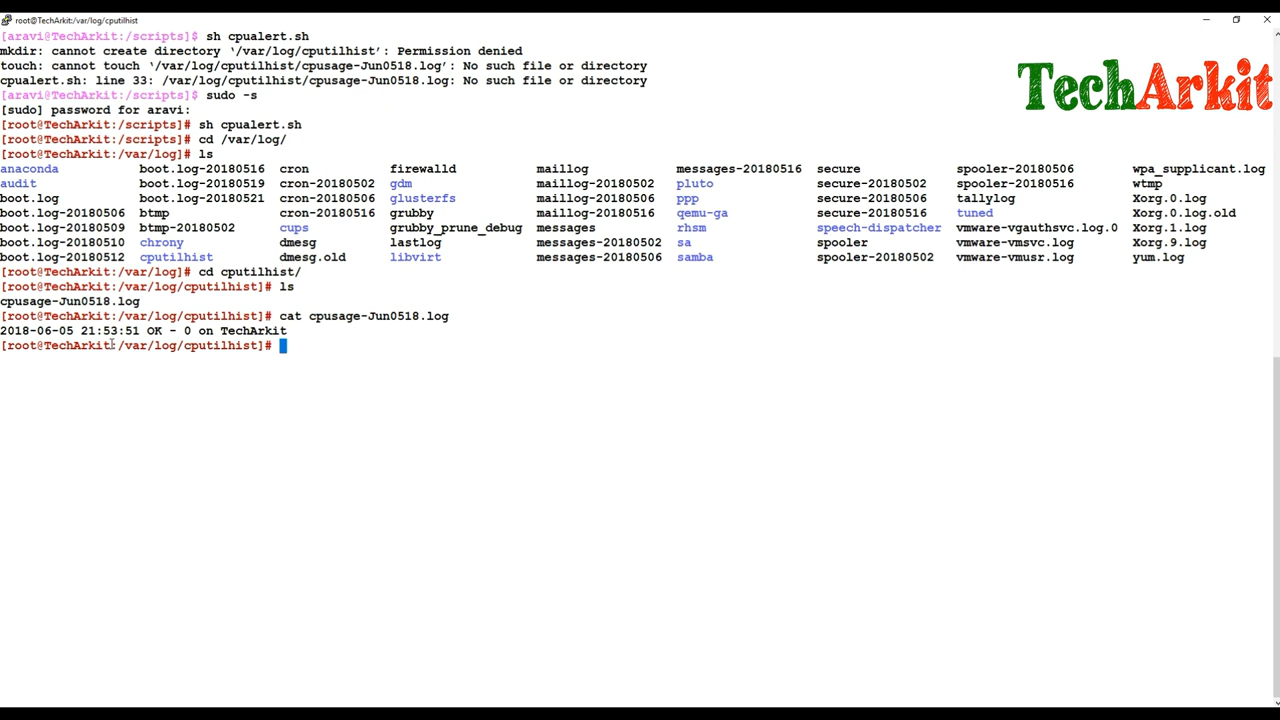 root@TechArkit:/var/log/cputilhist
[aravi@TechArkit:/scripts]$ sh cpualert.sh
mkdir: cannot create directory ‘/var/log/cputilhist’: Permission denied
touch: cannot touch ‘/var/log/cputilhist/cpusage-Jun0518.log’: No such file or directory
cpualert.sh: line 33: /var/log/cputilhist/cpusage-Jun0518.log: No such file or directory
[aravi@TechArkit:/scripts]$ sudo -s
[sudo] password for aravi:
[root@TechArkit:/scripts]# sh cpualert.sh
[root@TechArkit:/scripts]# cd /var/log/
[root@TechArkit:/var/log]# ls
anaconda boot.log-20180516 cron firewalld maillog messages-20180516 secure spooler-20180506 wpa_supplicant.log
audit boot.log-20180519 cron-20180502 gdm maillog-20180502 pluto secure-20180502 spooler-20180516 wtmp
boot.log boot.log-20180521 cron-20180506 glusterfs maillog-20180506 ppp secure-20180506 tallylog Xorg.0.log
boot.log-20180506 btmp cron-20180516 grubby maillog-20180516 qemu-ga secure-20180516 tuned Xorg.0.log.old
boot.log-20180509 btmp-20180502 cups grubby_prune_debug messages rhsm speech-dispatcher vmware-vgauthsvc.log.0 Xorg.1.log
boot.log-20180510 chrony dmesg lastlog messages-20180502 sa spooler vmware-vmsvc.log Xorg.9.log
boot.log-20180512 cputilhist dmesg.old libvirt messages-20180506 samba spooler-20180502 vmware-vmusr.log yum.log
[root@TechArkit:/var/log]# cd cputilhist/
[root@TechArkit:/var/log/cputilhist]# ls
cpusage-Jun0518.log
[root@TechArkit:/var/log/cputilhist]# cat cpusage-Jun0518.log
2018-06-05 21:53:51 OK - 0 on TechArkit
[root@TechArkit:/var/log/cputilhist]#
TechArkit